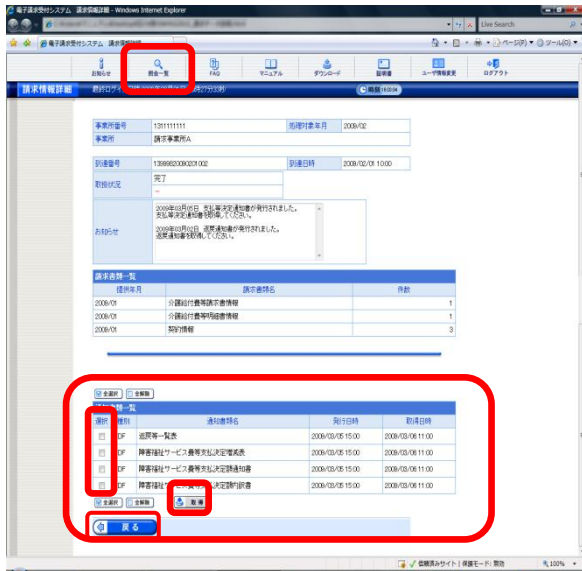 電子請求受付システム 請求情報詳細 - Windows Internet Explorer
Live Search
電子請求受付システム 請求情報詳細
ページ(P) ツール(O)
お知らせ 照会一覧 FAQ マニュアル ダウンロード 証明書 ユーザ情報変更 ログアウト
請求情報詳細
事業所番号 1311111111 処理対象年月 2009/02
事業所 請求事業所A
到達番号 到達日時 2009/02/01 10:00
取扱状況 完了
－
お知らせ
2009年03月05日 支払等決定通知書が発行されました。
支払等決定通知書を取得してください。
2009年03月02日 返戻通知書が発行されました。
返戻通知書を取得してください。
請求書類一覧
提供年月 請求書類名 件数
2009/01 介護給付費等請求書情報 1
2009/01 介護給付費等明細書情報 1
2009/01 契約情報 3
全選択 全解除
通知書類一覧
選択 種別 通知書類名 発行日時 取得日時
DF 返戻等一覧表 2009/03/05 15:00 2009/03/06 11:00
DF 障害福祉サービス費等支払決定増減表 2009/03/05 15:00 2009/03/06 11:00
DF 障害福祉サービス費等支払決定額通知書 2009/03/05 15:00 2009/03/06 11:00
DF 障害福祉サービス費等支払決定額内訳書 2009/03/05 15:00 2009/03/06 11:00
全選択 全解除 取得
戻る
信頼済みサイト | 保護モード: 無効 100%